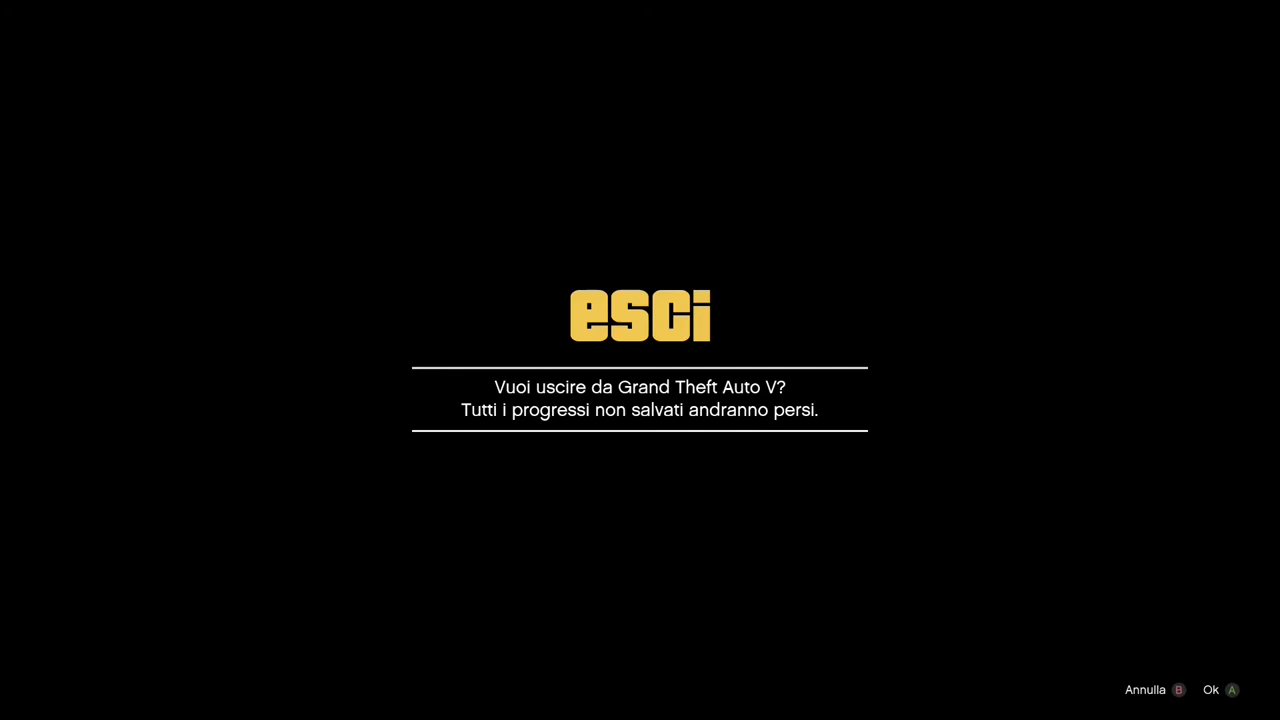 esci
Vuoi uscire da Grand Theft Auto V?
Tutti i progressi non salvati andranno persi.
Annulla B Ok A